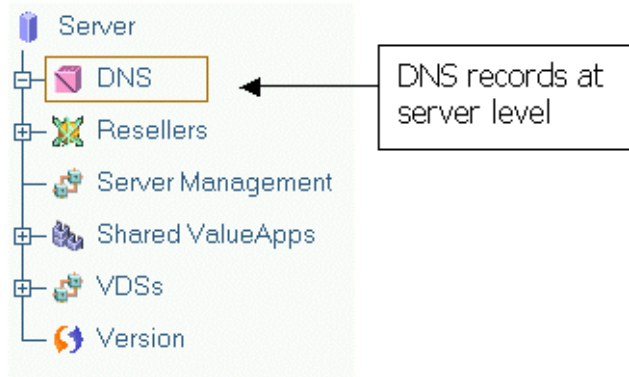 Server
DNS
DNS records at
server level
Resellers
Server Management
Shared ValueApps
VDSs
Version